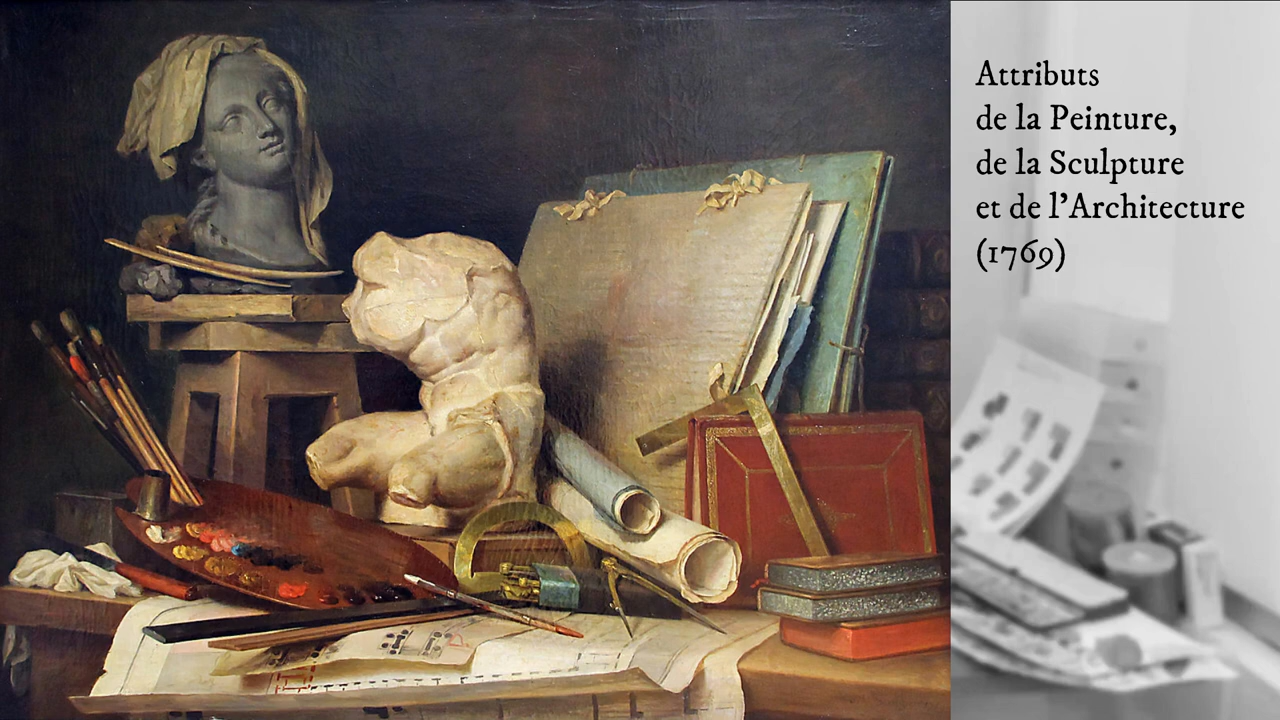 Attributs
de la Peinture,
de la Sculpture
et de l'Architecture
(1769)